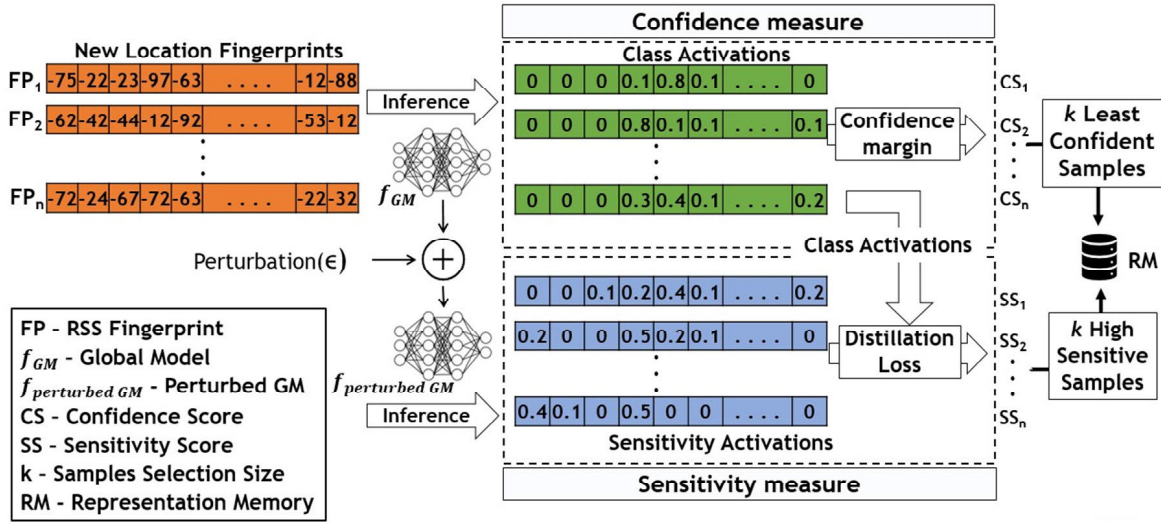 Confidence measure
New Location Fingerprints
FP1 -75 -22 -23 -97 -63 . . . . -12 -88
FP2 -62 -42 -44 -12 -92 . . . . -53 -12
FPn -72 -24 -67 -72 -63 . . . . -22 -32
Inference
fGM
Perturbation(ϵ)
+
fperturbed GM
Inference
Class Activations
0 0 0 0.1 0.8 0.1 . . . . 0
0 0 0 0.8 0.1 0.1 . . . . 0.1
0 0 0 0.3 0.4 0.1 . . . . 0.2
Confidence
margin
CS1
CS2
CSn
k Least
Confident
Samples
Class Activations
RM
0 0 0.1 0.2 0.4 0.1 . . . . 0.2
0.2 0 0 0.5 0.2 0.1 . . . . 0
0.4 0.1 0 0.5 0 0 . . . . 0
Distillation
Loss
SS1
SS2
SSn
k High
Sensitive
Samples
Sensitivity Activations
Sensitivity measure
FP - RSS Fingerprint
fGM - Global Model
fperturbed GM - Perturbed GM
CS - Confidence Score
SS - Sensitivity Score
k - Samples Selection Size
RM - Representation Memory